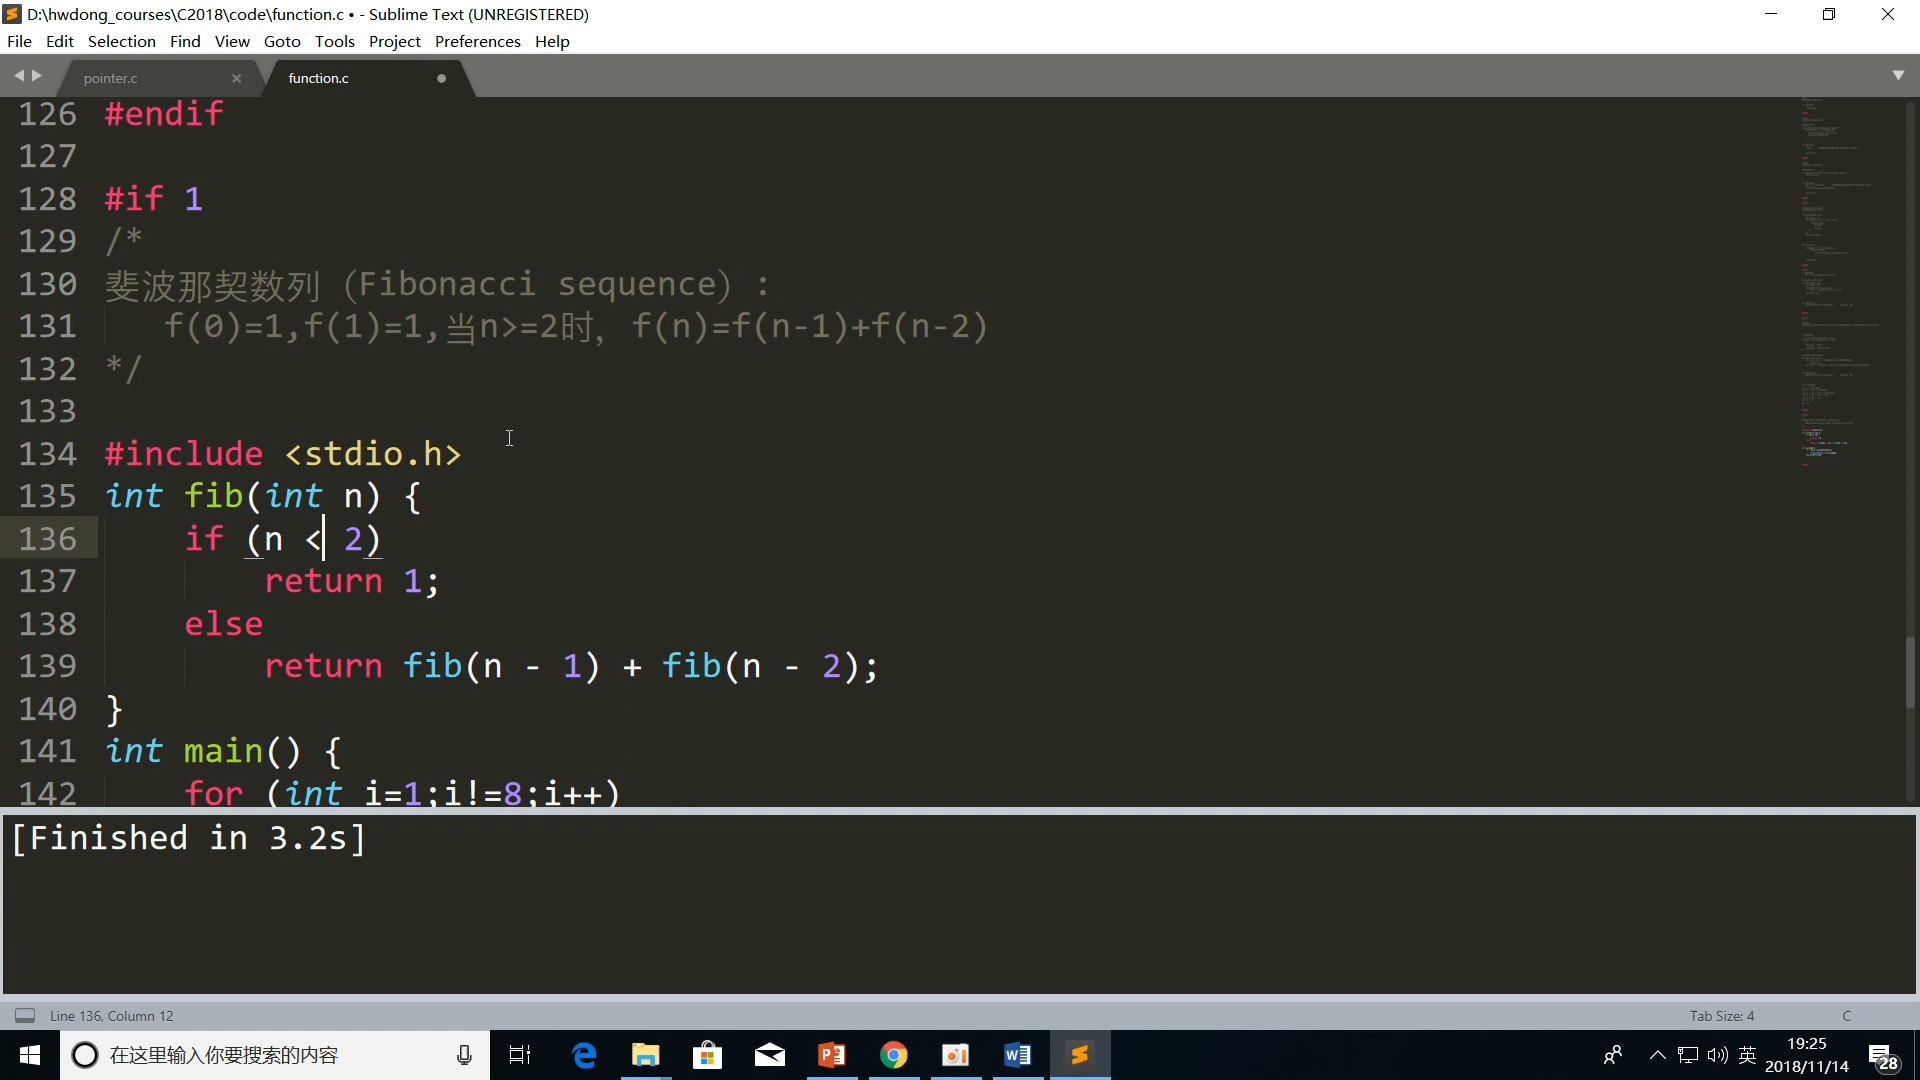 D:\hwdong_courses\C2018\code\function.c • - Sublime Text (UNREGISTERED)
File Edit Selection Find View Goto Tools Project Preferences Help
pointer.c function.c
126 #endif
127
128 #if 1
129 /*
130 斐波那契数列（Fibonacci sequence）:
131 f(0)=1,f(1)=1,当n>=2时，f(n)=f(n-1)+f(n-2)
132 */
133
134 #include <stdio.h>
135 int fib(int n) {
136 if (n < 2)
137 return 1;
138 else
139 return fib(n - 1) + fib(n - 2);
140 }
141 int main() {
142 for (int i=1;i!=8;i++)
[Finished in 3.2s]
Line 136, Column 12 Tab Size: 4 C
在这里输入你要搜索的内容
英
19:25
2018/11/14
28